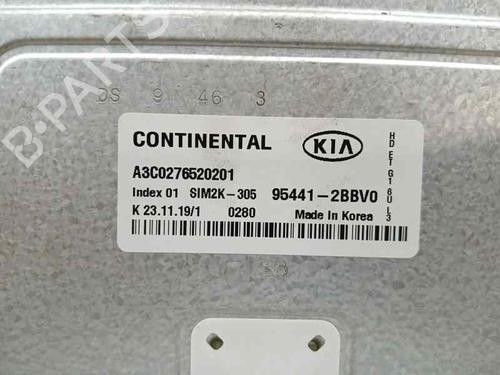 DS 9 46 3
CONTINENTAL KIA
A3C0276520201
Index 01 SIM2K-305 95441-2BBV0
K 23.11.19/1 0280 Made In Korea
HD ET G1 6U L3
B-PARTS